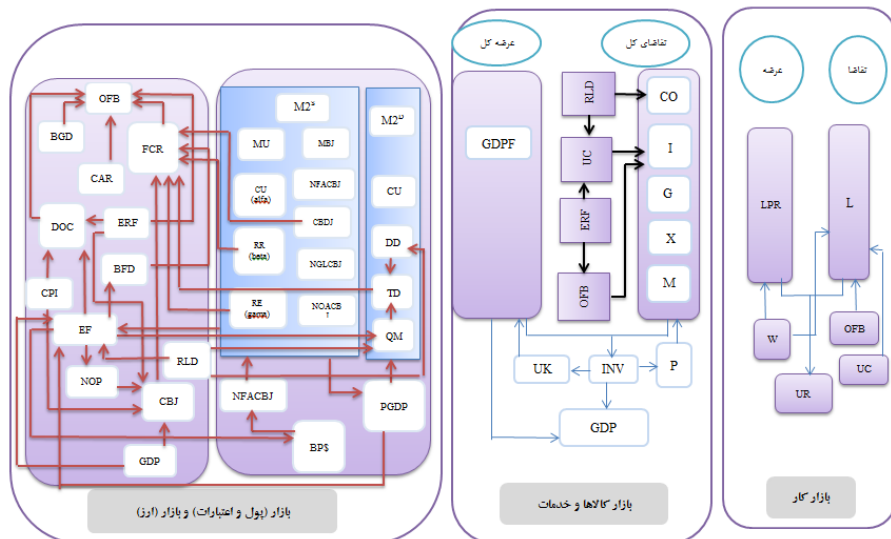 OFB
BGD
FCR
CAR
DOC
ERF
BFD
CPI
EF
RLD
NOP
CBJ
GDP
M2ˢ
MU
MBJ
CU
(alfa)
NFACBJ
CBDJ
RR
(beta)
NGLCBJ
RE
(gama)
M2ᴰ
CU
DD
TD
QM
NFACBJ
PGDP
BP$
بازار (پول و اعتبارات) و بازار (ارز)
عرضه کل
تقاضای کل
GDPF
RLD
UC
ERF
OFB
CO
I
G
X
M
UK
INV
P
GDP
بازار کالاها و خدمات
عرضه
تقاضا
LPR
L
W
OFB
UC
UR
بازار کار